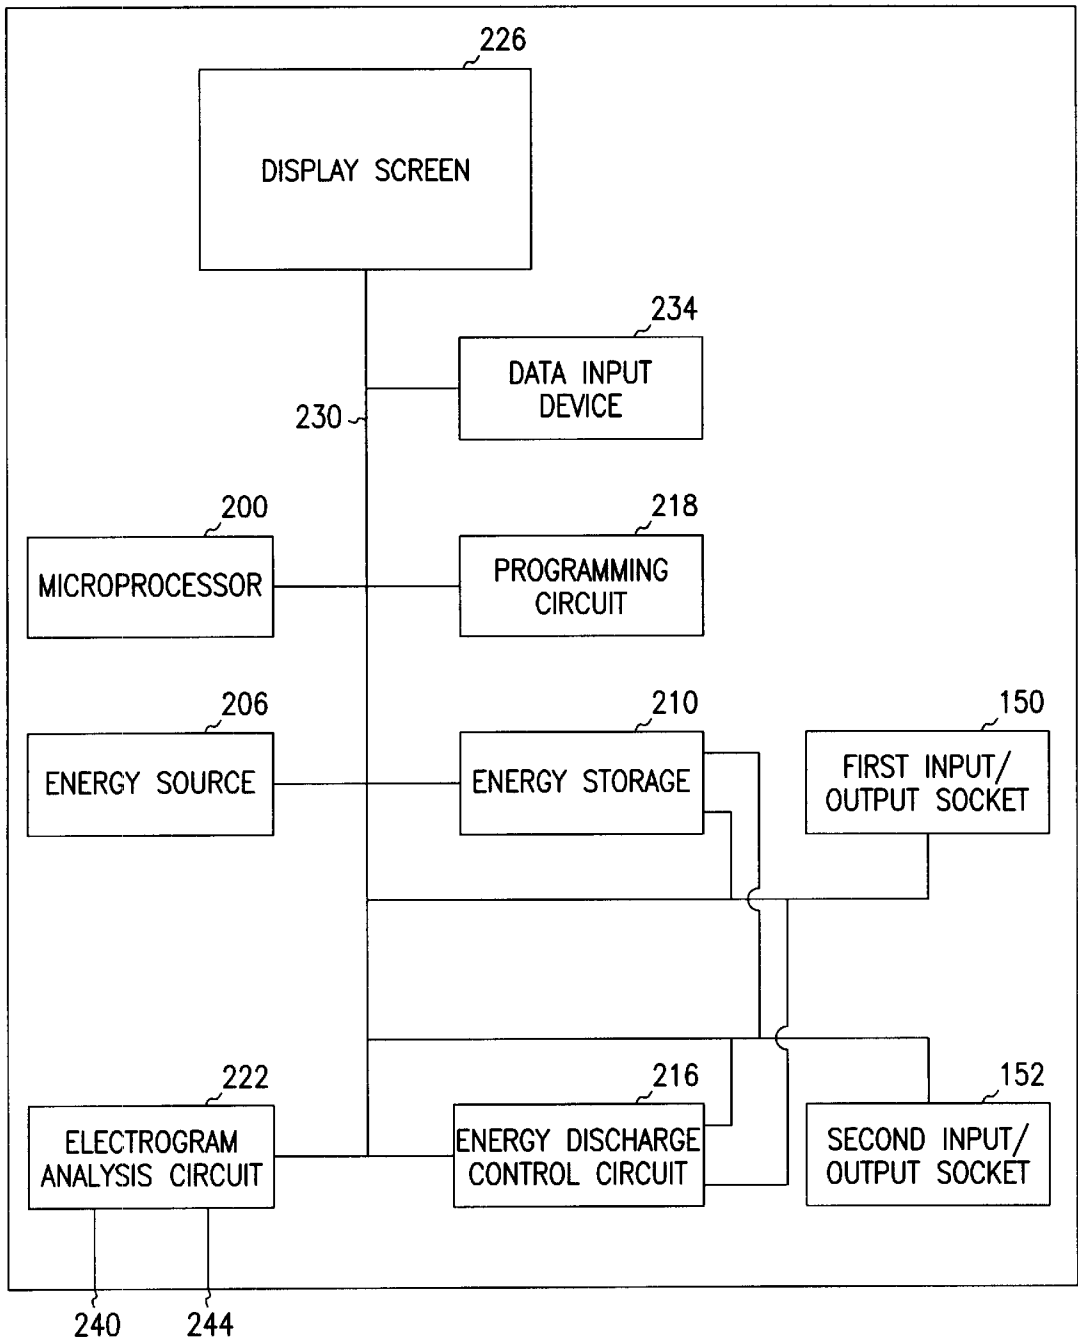 226
DISPLAY SCREEN
234
DATA INPUT
DEVICE
230
200
MICROPROCESSOR
218
PROGRAMMING
CIRCUIT
206
ENERGY SOURCE
210
ENERGY STORAGE
150
FIRST INPUT/
OUTPUT SOCKET
222
ELECTROGRAM
ANALYSIS CIRCUIT
216
ENERGY DISCHARGE
CONTROL CIRCUIT
152
SECOND INPUT/
OUTPUT SOCKET
240
244